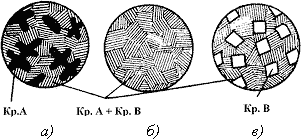 Кр.А Кр. А + Кр. В Кр. В
а) б) в)